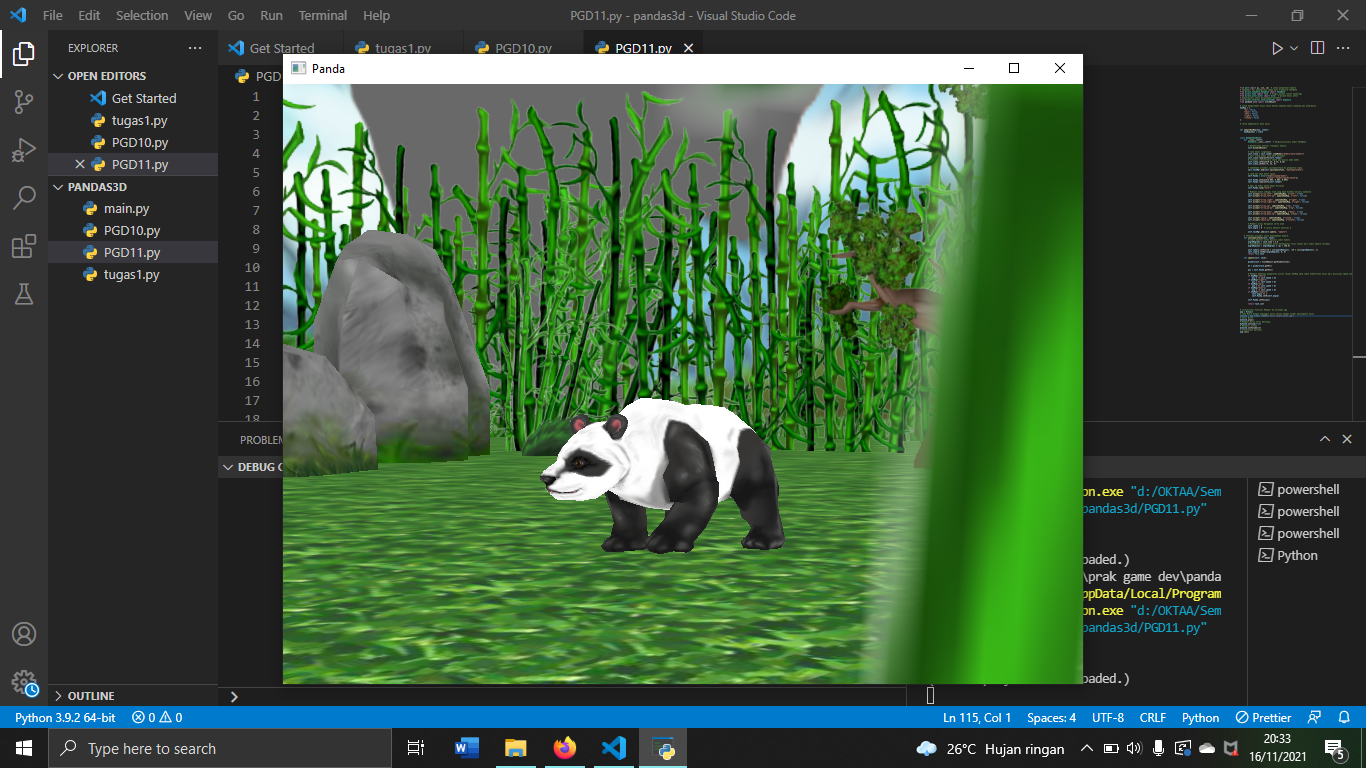 File Edit Selection View Go Run Terminal Help
PGD11.py - pandas3d - Visual Studio Code
EXPLORER
Get Started
tugas1.py
PGD10.py
PGD11.py
Panda
OPEN EDITORS
Get Started
tugas1.py
PGD10.py
PGD11.py
PANDAS3D
main.py
PGD10.py
PGD11.py
tugas1.py
PGD
1
2
3
4
5
6
7
8
9
10
11
12
13
14
15
16
17
18
PROBLEM
DEBUG C
on.exe "d:/OKTAA/Sem
pandas3d/PGD11.py"
oaded.)
\prak game dev\panda
ppData/Local/Program
on.exe "d:/OKTAA/Sem
pandas3d/PGD11.py"
oaded.)
powershell
powershell
powershell
Python
OUTLINE
Python 3.9.2 64-bit
0 0
Ln 115, Col 1
Spaces: 4
UTF-8
CRLF
Python
Prettier
Type here to search
26°C Hujan ringan
20:33
16/11/2021
5